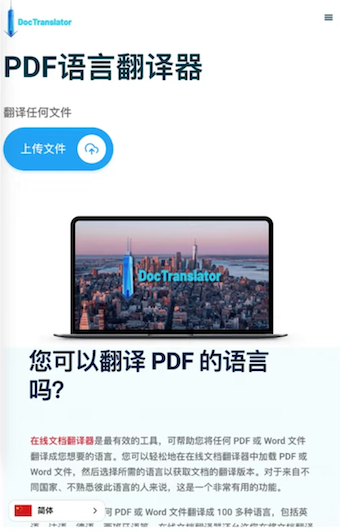 DocTranslator
PDF语言翻译器
翻译任何文件
上传文件
DocTranslator
您可以翻译 PDF 的语言
吗?
在线文档翻译器是最有效的工具，可帮助您将任何 PDF 或 Word 文件
翻译成您想要的语言。您可以轻松地在在线文档翻译器中加载 PDF 或
Word 文件，然后选择所需的语言以获取文档的翻译版本。对于来自不
同国家、不熟悉彼此语言的人来说，这是一个非常有用的功能。
简体
PDF 或 Word 文件翻译成 100 多种语言，包括英